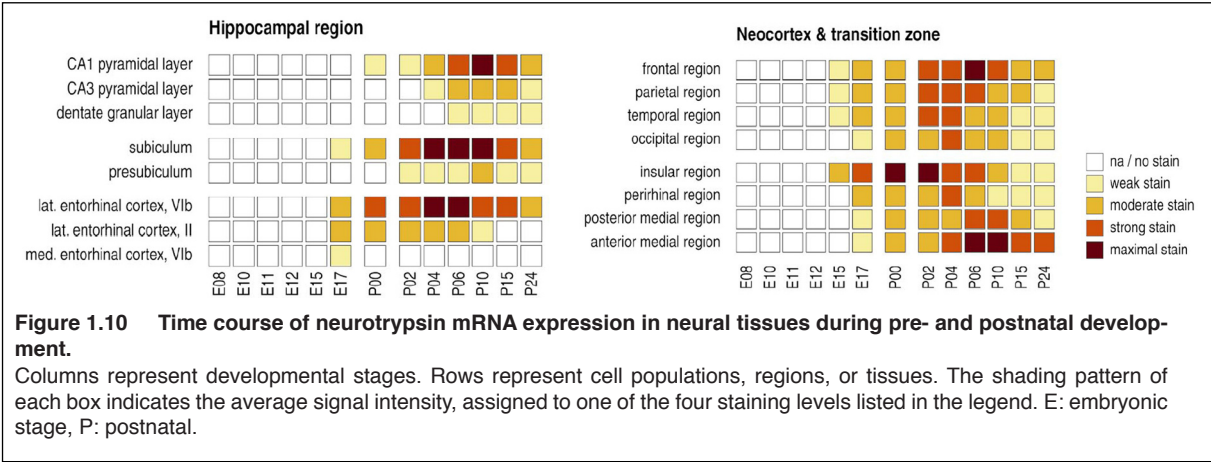 Hippocampal region
CA1 pyramidal layer
CA3 pyramidal layer
dentate granular layer
subiculum
presubiculum
lat. entorhinal cortex, VIb
lat. entorhinal cortex, II
med. entorhinal cortex, VIb
E08 E10 E11 E12 E15 E17 P00 P02 P04 P06 P10 P15 P24
Neocortex & transition zone
frontal region
parietal region
temporal region
occipital region
insular region
perirhinal region
posterior medial region
anterior medial region
E08 E10 E11 E12 E15 E17 P00 P02 P04 P06 P10 P15 P24
na / no stain
weak stain
moderate stain
strong stain
maximal stain
Figure 1.10 Time course of neurotrypsin mRNA expression in neural tissues during pre- and postnatal develop-
ment.
Columns represent developmental stages. Rows represent cell populations, regions, or tissues. The shading pattern of
each box indicates the average signal intensity, assigned to one of the four staining levels listed in the legend. E: embryonic
stage, P: postnatal.